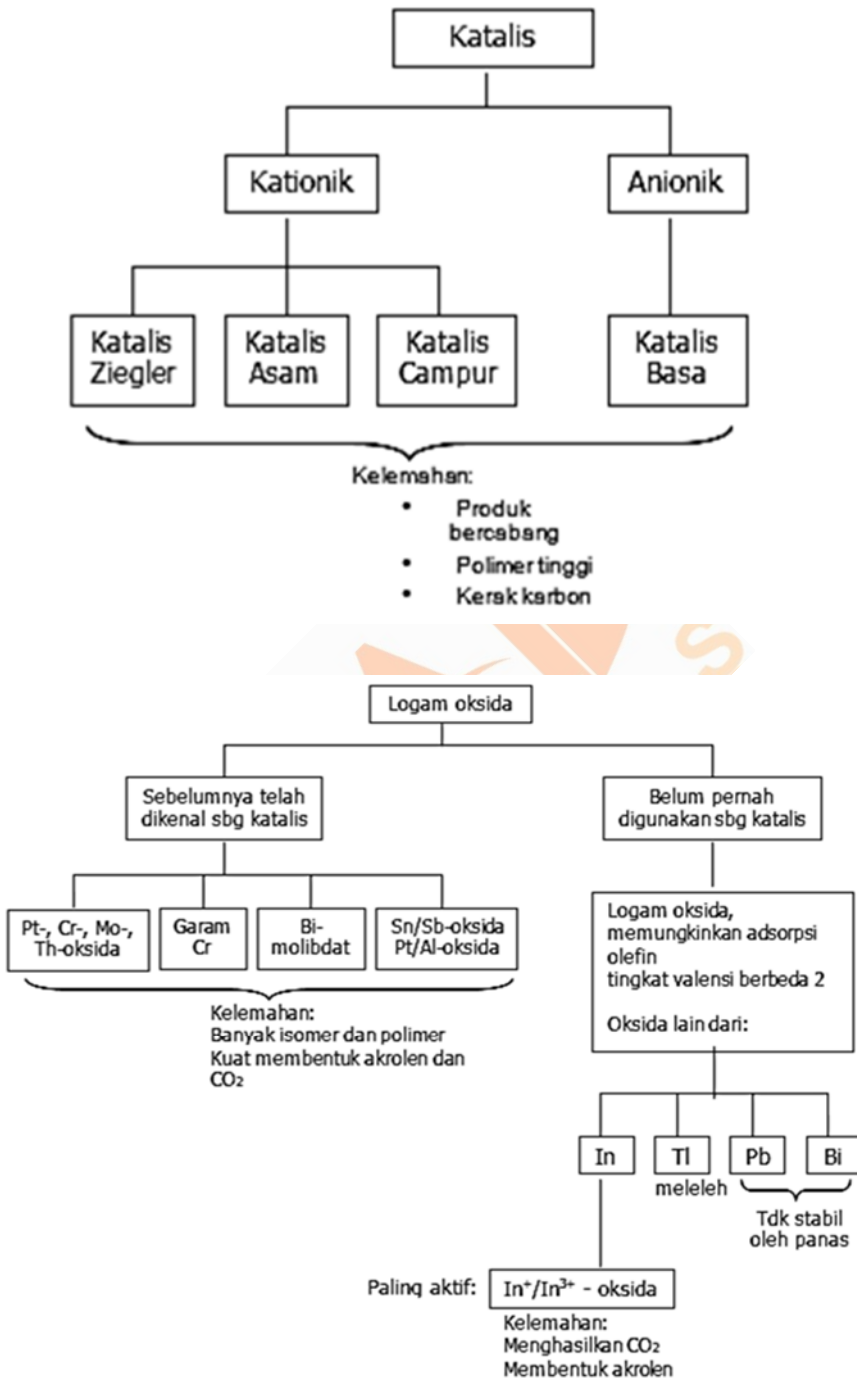 Katalis
Kationik
Anionik
Katalis
Ziegler
Katalis
Asam
Katalis
Campur
Katalis
Basa
Kelemahan:
• Produk
bercabang
• Polimer tinggi
• Kerak karbon
S
Logam oksida
Sebelumnya telah
dikenal sbg katalis
Belum pernah
digunakan sbg katalis
Pt-, Cr-, Mo-,
Th-oksida
Garam
Cr
Bi-
molibdat
Sn/Sb-oksida
Pt/Al-oksida
Kelemahan:
Banyak isomer dan polimer
Kuat membentuk akrolen dan
CO₂
Logam oksida,
memungkinkan adsorpsi
olefin
tingkat valensi berbeda 2
Oksida lain dari:
In
Tl
Pb
Bi
meleleh
Tdk stabil
oleh panas
Paling aktif:
In⁺/In³⁺ - oksida
Kelemahan:
Menghasilkan CO₂
Membentuk akrolen